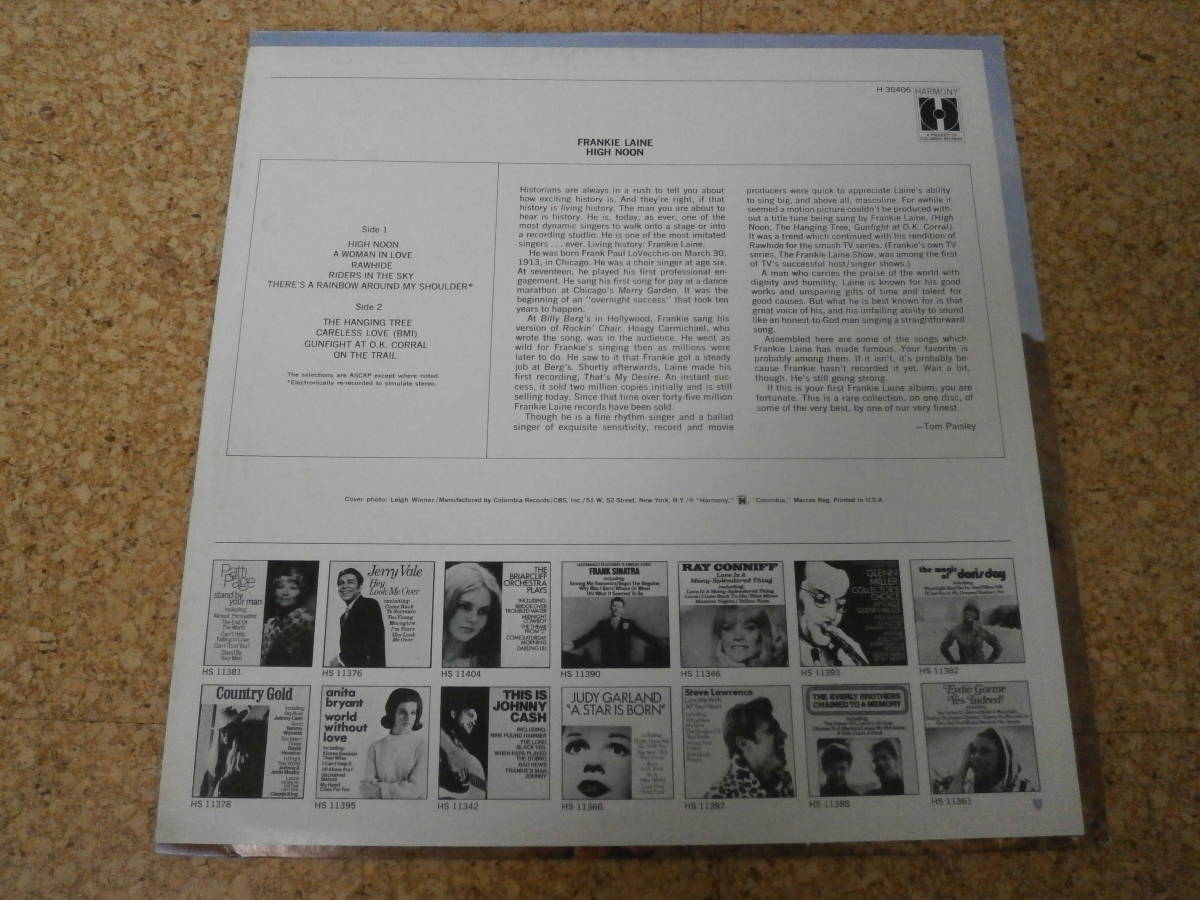 H 30406
HARMONY
A PRODUCT OF
COLUMBIA RECORDS
FRANKIE LAINE
HIGH NOON
Side 1
HIGH NOON
A WOMAN IN LOVE
RAWHIDE
RIDERS IN THE SKY
THERE'S A RAINBOW AROUND MY SHOULDER*
Side 2
THE HANGING TREE
CARELESS LOVE (BMI)
GUNFIGHT AT O.K. CORRAL
ON THE TRAIL
The selections are ASCAP except where noted.
*Electronically re-recorded to simulate stereo.
Historians are always in a rush to tell you about
how exciting history is. And they're right, if that
history is living history. The man you are about to
hear is history. He is, today, as ever, one of the
most dynamic singers to walk onto a stage or into
a recording studio. He is one of the most imitated
singers . . . ever. Living history: Frankie Laine.
He was born Frank Paul LoVecchio on March 30,
1913, in Chicago. He was a choir singer at age six.
At seventeen, he played his first professional en-
gagement. He sang his first song for pay at a dance
marathon at Chicago's Merry Garden. It was the
beginning of an "overnight success" that took ten
years to happen.
At Billy Berg's in Hollywood, Frankie sang his
version of Rockin' Chair. Hoagy Carmichael, who
wrote the song, was in the audience. He went as
wild for Frankie's singing then as millions were
later to do. He saw to it that Frankie got a steady
job at Berg's. Shortly afterwards, Laine made his
first recording, That's My Desire. An instant suc-
cess, it sold two million copies initially and is still
selling today. Since that time over forty-five million
Frankie Laine records have been sold.
Though he is a fine rhythm singer and a ballad
singer of exquisite sensitivity, record and movie
producers were quick to appreciate Laine's ability
to sing big, and above all, masculine. For awhile it
seemed a motion picture couldn't be produced with-
out a title tune being sung by Frankie Laine, (High
Noon, The Hanging Tree, Gunfight at O.K. Corral).
It was a trend which continued with his rendition of
Rawhide for the smash TV series. (Frankie's own TV
series, The Frankie Laine Show, was among the first
of TV's successful host/singer shows.)
A man who carries the praise of the world with
dignity and humility, Laine is known for his good
works and unsparing gifts of time and talent for
good causes. But what he is best known for is that
great voice of his, and his unfailing ability to sound
like an honest-to-God man singing a straightforward
song.
Assembled here are some of the songs which
Frankie Laine has made famous. Your favorite is
probably among them. If it isn't, it's probably be-
cause Frankie hasn't recorded it yet. Wait a bit,
though. He's still going strong.
If this is your first Frankie Laine album, you are
fortunate. This is a rare collection, on one disc, of
some of the very best, by one of our very finest.
—Tom Paisley
Cover photo: Leigh Wiener/Manufactured by Columbia Records/CBS, Inc./51 W. 52 Street, New York, N.Y./® "Harmony," "Columbia," Marcas Reg. Printed in U.S.A.
Patti
Page
stand by
your man
HS 11381
Jerry Vale
Hey
Look Me Over
HS 11376
THE
BRIARCLIFF
ORCHESTRA
PLAYS
INCLUDING:
BRIDGE OVER
TROUBLED WATER
MIDNIGHT
COWBOY
HS 11404
FRANK SINATRA
HS 11390
RAY CONNIFF
Love Is A
Many-Splendored Thing
HS 11346
GLENN
MILLER
COLLECTOR'S
CHOICE
HS 11393
the magic of doris day
HS 11382
Country Gold
HS 11378
anita
bryant
world
without
love
HS 11395
THIS IS
JOHNNY
CASH
INCLUDING:
HS 11342
JUDY GARLAND
"A STAR IS BORN"
HS 11366
Steve Lawrence
HS 11397
THE EVERLY BROTHERS
CHAINED TO A MEMORY
HS 11388
Eydie Gorme
"Yes Indeed!"
HS 11361